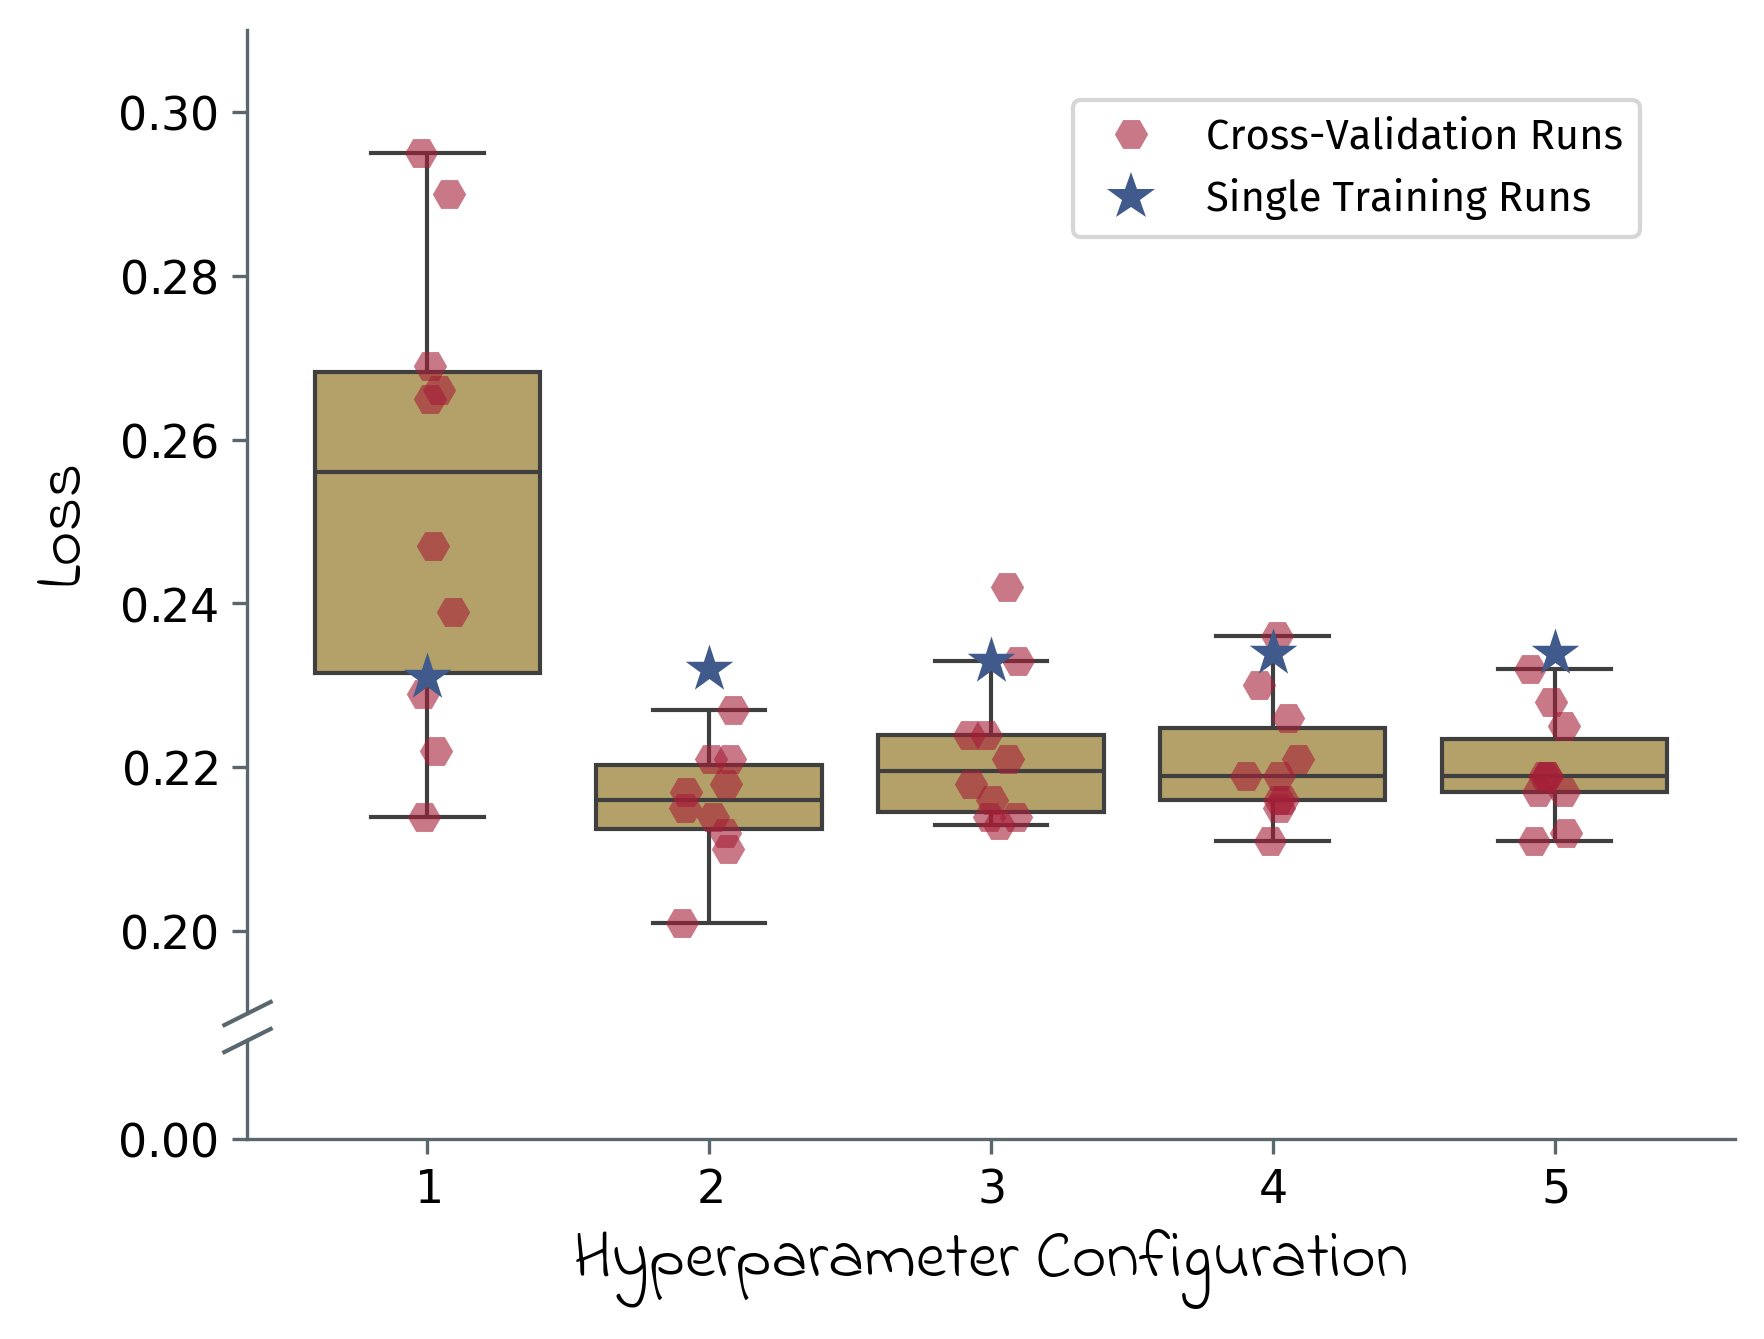 0.30
0.28
0.26
0.24
0.22
0.20
0.00
Loss
Cross-Validation Runs
Single Training Runs
1 2 3 4 5
Hyperparameter Configuration